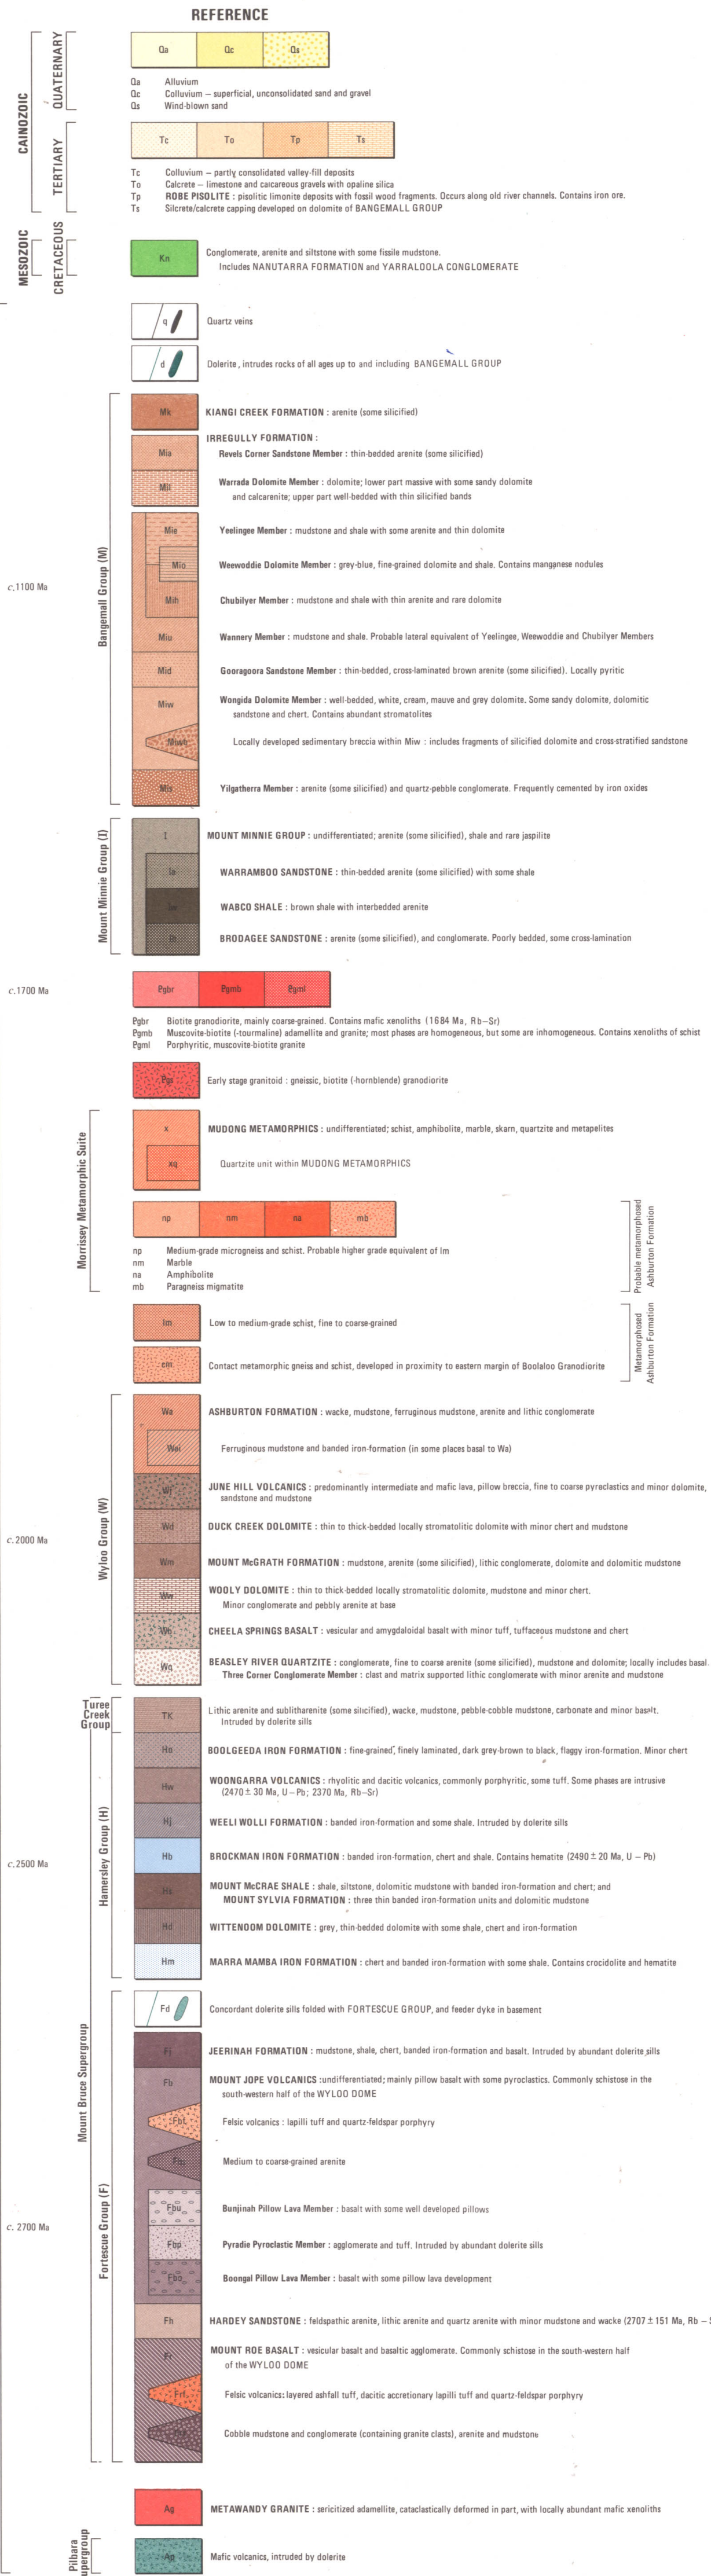 REFERENCE
CAINOZOIC
QUATERNARY
Qa Qc Qs
Qa Alluvium
Qc Colluvium – superficial, unconsolidated sand and gravel
Qs Wind-blown sand
TERTIARY
Tc To Tp Ts
Tc Colluvium – partly consolidated valley-fill deposits
To Calcrete – limestone and calcareous gravels with opaline silica
Tp ROBE PISOLITE : pisolitic limonite deposits with fossil wood fragments. Occurs along old river channels. Contains iron ore.
Ts Silcrete/calcrete capping developed on dolomite of BANGEMALL GROUP
MESOZOIC
CRETACEOUS
Kn Conglomerate, arenite and siltstone with some fissile mudstone.
Includes NANUTARRA FORMATION and YARRALOOLA CONGLOMERATE
q Quartz veins
d Dolerite, intrudes rocks of all ages up to and including BANGEMALL GROUP
c.1100 Ma
Bangemall Group (M)
Mk KIANGI CREEK FORMATION : arenite (some silicified)
IRREGULLY FORMATION :
Mia Revels Corner Sandstone Member : thin-bedded arenite (some silicified)
Mil Warrada Dolomite Member : dolomite; lower part massive with some sandy dolomite
and calcarenite; upper part well-bedded with thin silicified bands
Mie Yeelingee Member : mudstone and shale with some arenite and thin dolomite
Mio Weewoddie Dolomite Member : grey-blue, fine-grained dolomite and shale. Contains manganese nodules
Mih Chubilyer Member : mudstone and shale with thin arenite and rare dolomite
Miu Wannery Member : mudstone and shale. Probable lateral equivalent of Yeelingee, Weewoddie and Chubilyer Members
Mid Gooragoora Sandstone Member : thin-bedded, cross-laminated brown arenite (some silicified). Locally pyritic
Miw Wongida Dolomite Member : well-bedded, white, cream, mauve and grey dolomite. Some sandy dolomite, dolomitic
sandstone and chert. Contains abundant stromatolites
Miwb Locally developed sedimentary breccia within Miw : includes fragments of silicified dolomite and cross-stratified sandstone
Mis Yilgatherra Member : arenite (some silicified) and quartz-pebble conglomerate. Frequently cemented by iron oxides
Mount Minnie Group (I)
I MOUNT MINNIE GROUP : undifferentiated; arenite (some silicified), shale and rare jaspilite
Ia WARRAMBOO SANDSTONE : thin-bedded arenite (some silicified) with some shale
WABCO SHALE : brown shale with interbedded arenite
BRODAGEE SANDSTONE : arenite (some silicified), and conglomerate. Poorly bedded, some cross-lamination
c.1700 Ma
Pgbr Pgmb Pgml
Pgbr Biotite granodiorite, mainly coarse-grained. Contains mafic xenoliths (1684 Ma, Rb–Sr)
Pgmb Muscovite-biotite (-tourmaline) adamellite and granite; most phases are homogeneous, but some are inhomogeneous. Contains xenoliths of schist
Pgml Porphyritic, muscovite-biotite granite
Pgs Early stage granitoid : gneissic, biotite (-hornblende) granodiorite
Morrissey Metamorphic Suite
x MUDONG METAMORPHICS : undifferentiated; schist, amphibolite, marble, skarn, quartzite and metapelites
xq Quartzite unit within MUDONG METAMORPHICS
np nm na mb
np Medium-grade microgneiss and schist. Probable higher grade equivalent of lm
nm Marble
na Amphibolite
mb Paragneiss migmatite
Probable metamorphosed
Ashburton Formation
lm Low to medium-grade schist, fine to coarse-grained
cm Contact metamorphic gneiss and schist, developed in proximity to eastern margin of Boolaloo Granodiorite
Metamorphosed
Ashburton Formation
c.2000 Ma
Wyloo Group (W)
Wa ASHBURTON FORMATION : wacke, mudstone, ferruginous mudstone, arenite and lithic conglomerate
Wai Ferruginous mudstone and banded iron-formation (in some places basal to Wa)
Wj JUNE HILL VOLCANICS : predominantly intermediate and mafic lava, pillow breccia, fine to coarse pyroclastics and minor dolomite,
sandstone and mudstone
Wd DUCK CREEK DOLOMITE : thin to thick-bedded locally stromatolitic dolomite with minor chert and mudstone
Wm MOUNT McGRATH FORMATION : mudstone, arenite (some silicified), lithic conglomerate, dolomite and dolomitic mudstone
Ww WOOLY DOLOMITE : thin to thick-bedded locally stromatolitic dolomite, mudstone and minor chert.
Minor conglomerate and pebbly arenite at base
Wb CHEELA SPRINGS BASALT : vesicular and amygdaloidal basalt with minor tuff, tuffaceous mudstone and chert
Wq BEASLEY RIVER QUARTZITE : conglomerate, fine to coarse arenite (some silicified), mudstone and dolomite; locally includes basal
Three Corner Conglomerate Member : clast and matrix supported lithic conglomerate with minor arenite and mudstone
Mount Bruce Supergroup
Turee
Creek
Group
TK Lithic arenite and sublitharenite (some silicified), wacke, mudstone, pebble-cobble mudstone, carbonate and minor basalt.
Intruded by dolerite sills
c.2500 Ma
Hamersley Group (H)
Ho BOOLGEEDA IRON FORMATION : fine-grained, finely laminated, dark grey-brown to black, flaggy iron-formation. Minor chert
Hw WOONGARRA VOLCANICS : rhyolitic and dacitic volcanics, commonly porphyritic, some tuff. Some phases are intrusive
(2470 ± 30 Ma, U–Pb; 2370 Ma, Rb–Sr)
Hj WEELI WOLLI FORMATION : banded iron-formation and some shale. Intruded by dolerite sills
Hb BROCKMAN IRON FORMATION : banded iron-formation, chert and shale. Contains hematite (2490 ± 20 Ma, U – Pb)
Hs MOUNT McCRAE SHALE : shale, siltstone, dolomitic mudstone with banded iron-formation and chert; and
MOUNT SYLVIA FORMATION : three thin banded iron-formation units and dolomitic mudstone
Hd WITTENOOM DOLOMITE : grey, thin-bedded dolomite with some shale, chert and iron-formation
Hm MARRA MAMBA IRON FORMATION : chert and banded iron-formation with some shale. Contains crocidolite and hematite
c. 2700 Ma
Fortescue Group (F)
Fd Concordant dolerite sills folded with FORTESCUE GROUP, and feeder dyke in basement
Fj JEERINAH FORMATION : mudstone, shale, chert, banded iron-formation and basalt. Intruded by abundant dolerite sills
Fb MOUNT JOPE VOLCANICS :undifferentiated; mainly pillow basalt with some pyroclastics. Commonly schistose in the
south-western half of the WYLOO DOME
Fbf Felsic volcanics : lapilli tuff and quartz-feldspar porphyry
Medium to coarse-grained arenite
Fbu Bunjinah Pillow Lava Member : basalt with some well developed pillows
Fbp Pyradie Pyroclastic Member : agglomerate and tuff. Intruded by abundant dolerite sills
Fbo Boongal Pillow Lava Member : basalt with some pillow lava development
Fh HARDEY SANDSTONE : feldspathic arenite, lithic arenite and quartz arenite with minor mudstone and wacke (2707 ± 151 Ma, Rb –
Fr MOUNT ROE BASALT : vesicular basalt and basaltic agglomerate. Commonly schistose in the south-western half
of the WYLOO DOME
Frf Felsic volcanics: layered ashfall tuff, dacitic accretionary lapilli tuff and quartz-feldspar porphyry
Cobble mudstone and conglomerate (containing granite clasts), arenite and mudstone
Ag METAWANDY GRANITE : sericitized adamellite, cataclastically deformed in part, with locally abundant mafic xenoliths
Pilbara
Supergroup
Ap Mafic volcanics, intruded by dolerite